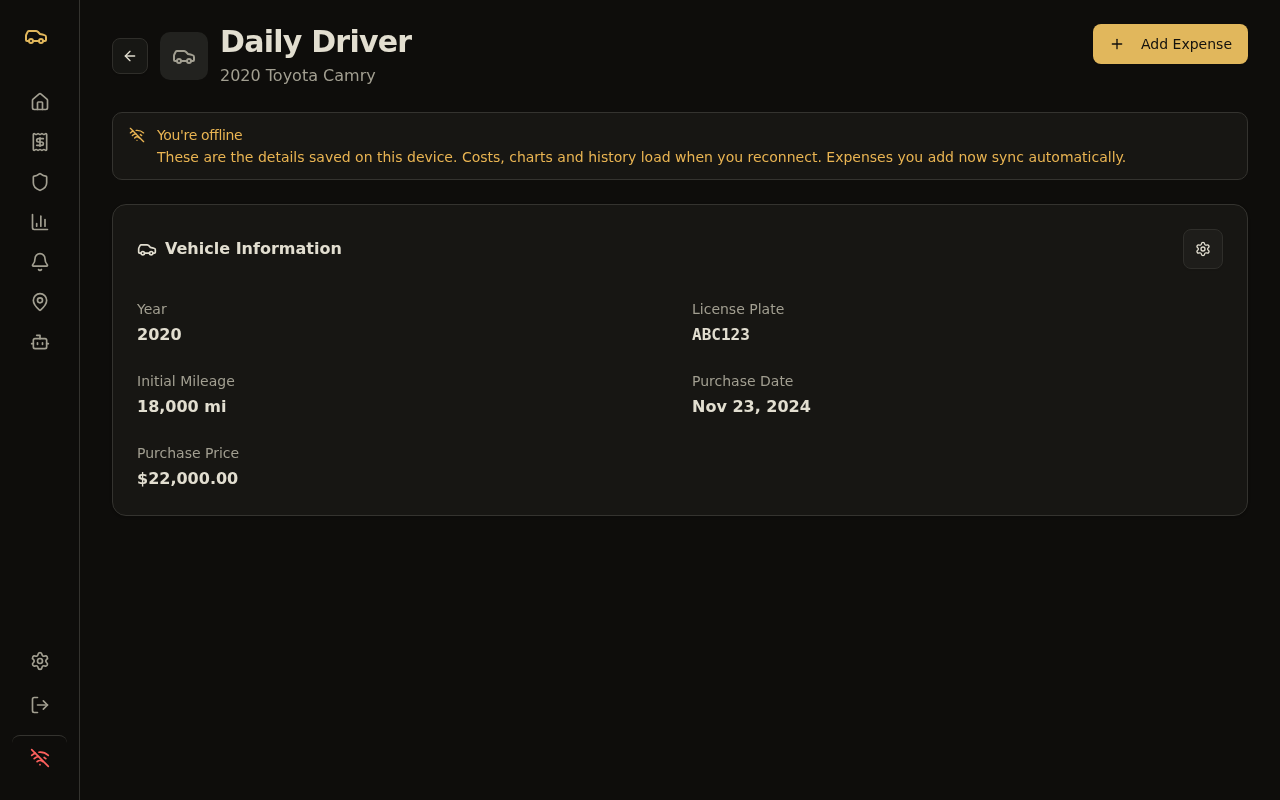 Daily Driver
2020 Toyota Camry
Add Expense
You're offline
These are the details saved on this device. Costs, charts and history load when you reconnect. Expenses you add now sync automatically.
Vehicle Information
Year
2020
License Plate
ABC123
Initial Mileage
18,000 mi
Purchase Date
Nov 23, 2024
Purchase Price
$22,000.00